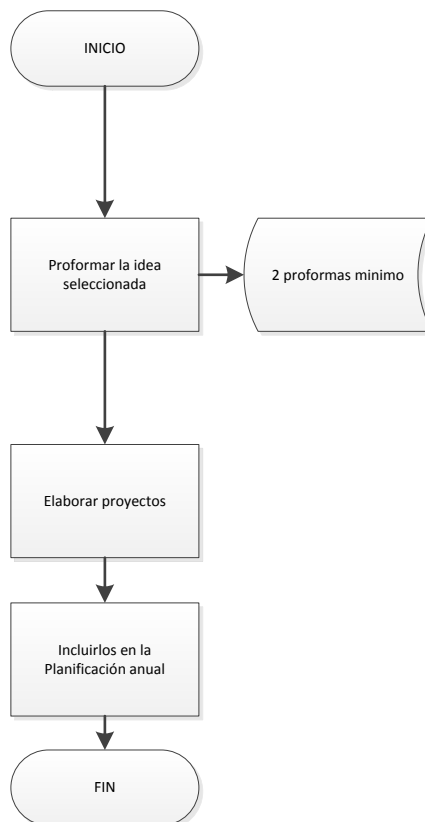 INICIO
Proformar la idea
seleccionada
2 proformas minimo
Elaborar proyectos
Incluirlos en la
Planificación anual
FIN